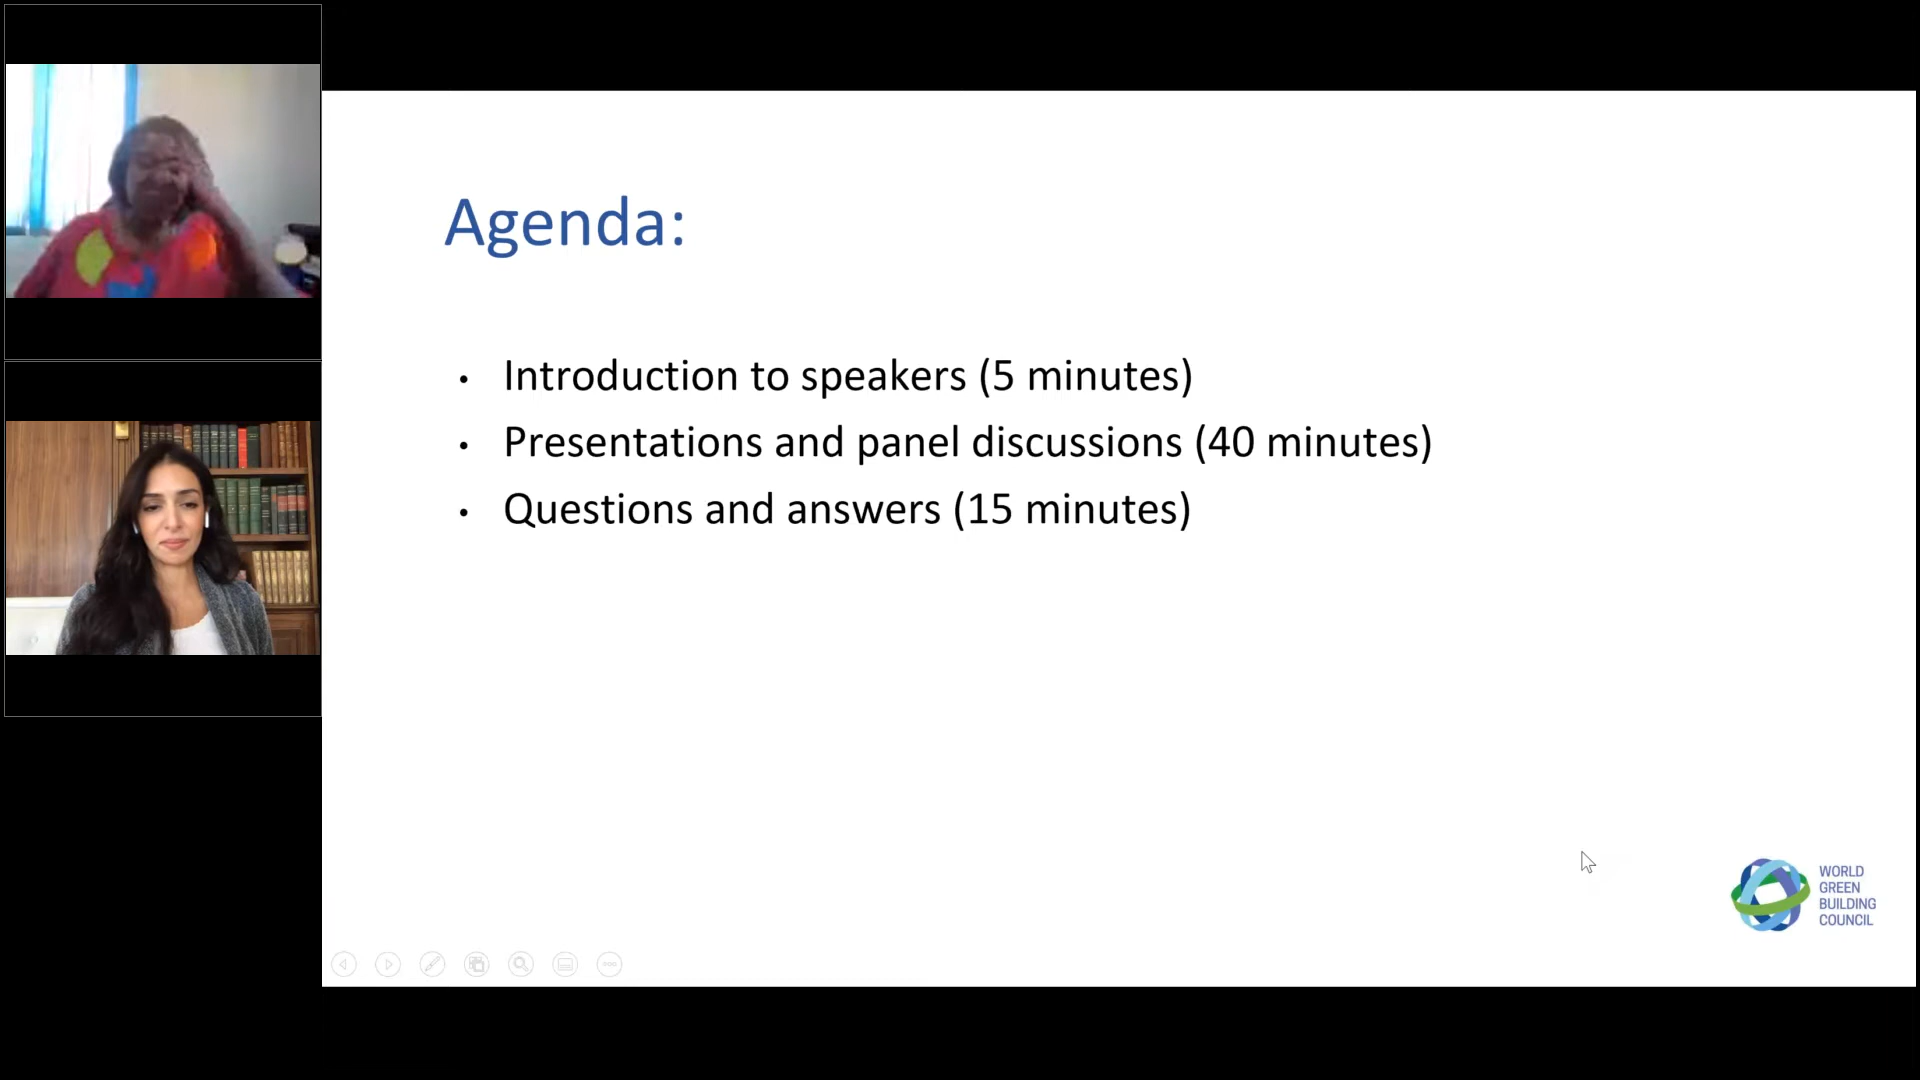 Agenda:
• Introduction to speakers (5 minutes)
• Presentations and panel discussions (40 minutes)
• Questions and answers (15 minutes)
WORLD
GREEN
BUILDING
COUNCIL